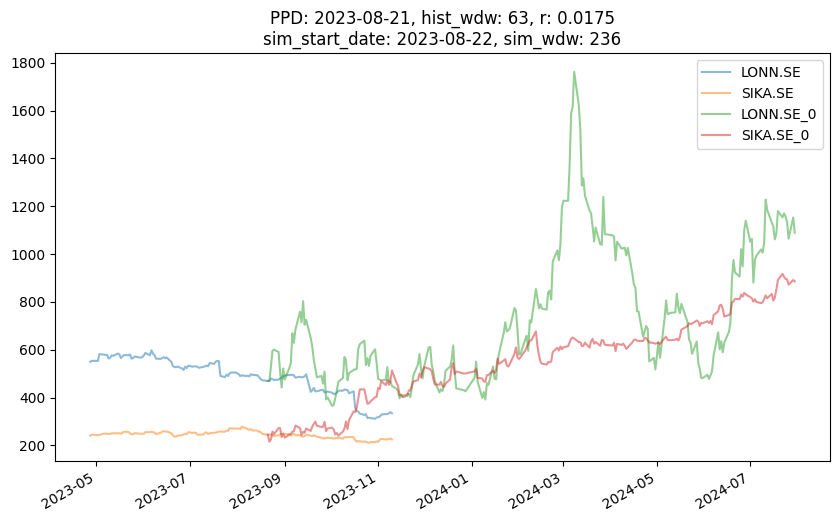 PPD: 2023-08-21, hist_wdw: 63, r: 0.0175
sim_start_date: 2023-08-22, sim_wdw: 236
LONN.SE
SIKA.SE
LONN.SE_0
SIKA.SE_0
1800
1600
1400
1200
1000
800
600
400
200
2023-05
2023-07
2023-09
2023-11
2024-01
2024-03
2024-05
2024-07